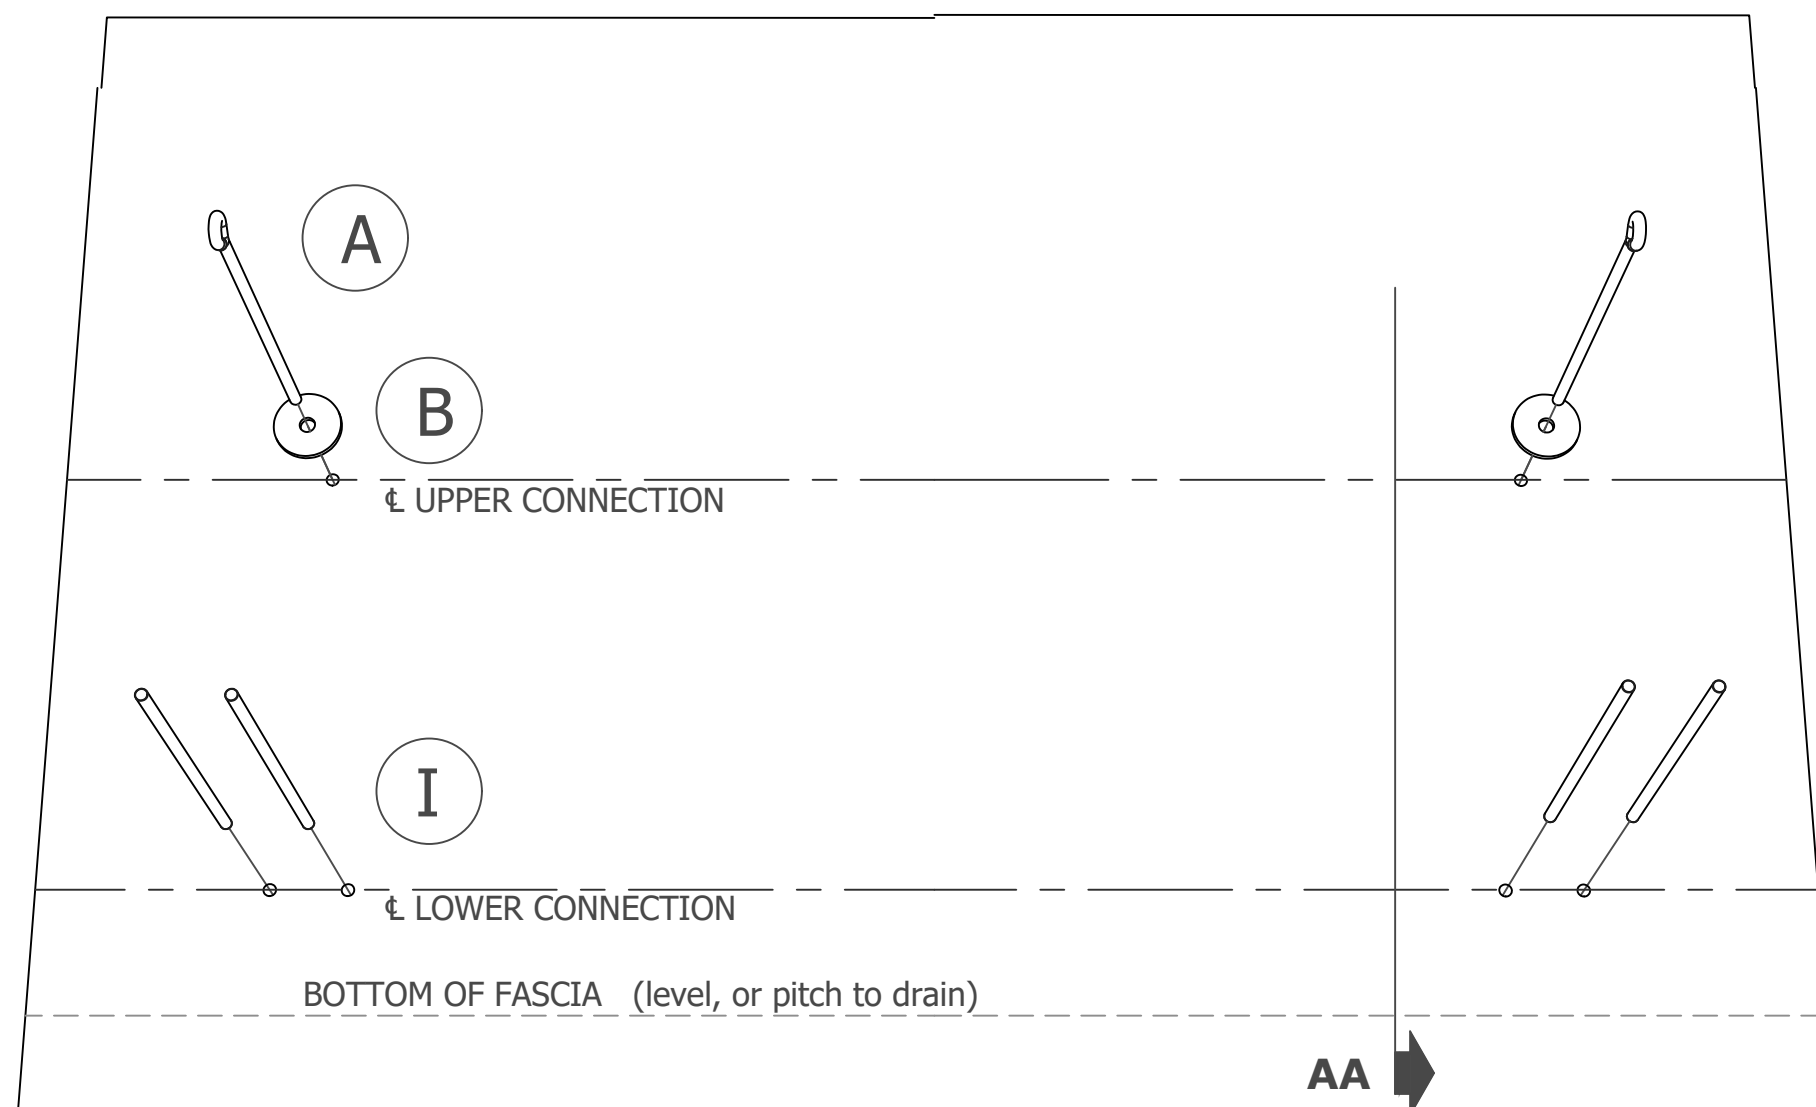 A
B
℄ UPPER CONNECTION
I
℄ LOWER CONNECTION
BOTTOM OF FASCIA (level, or pitch to drain)
AA